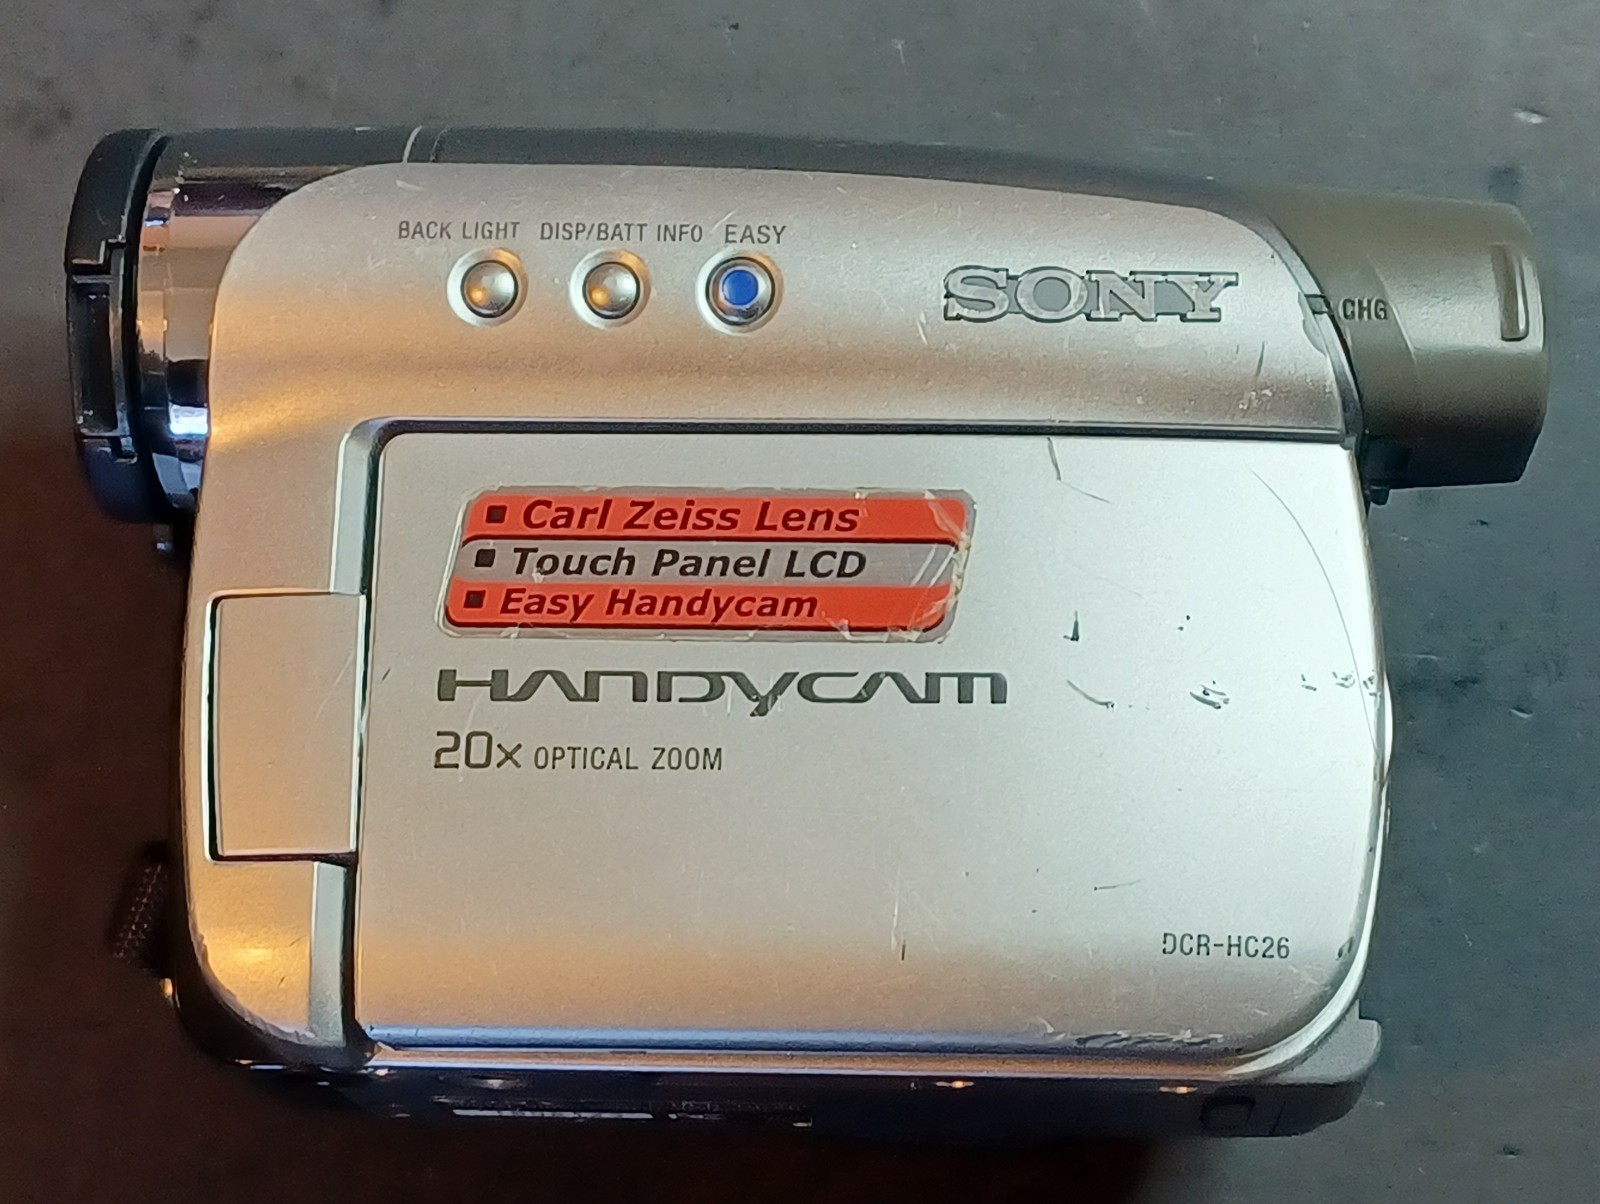 BACK LIGHT DISP/BATT INFO EASY
SONY
CHG
Carl Zeiss Lens
Touch Panel LCD
Easy Handycam
HANDYCAM
20x OPTICAL ZOOM
DCR-HC26